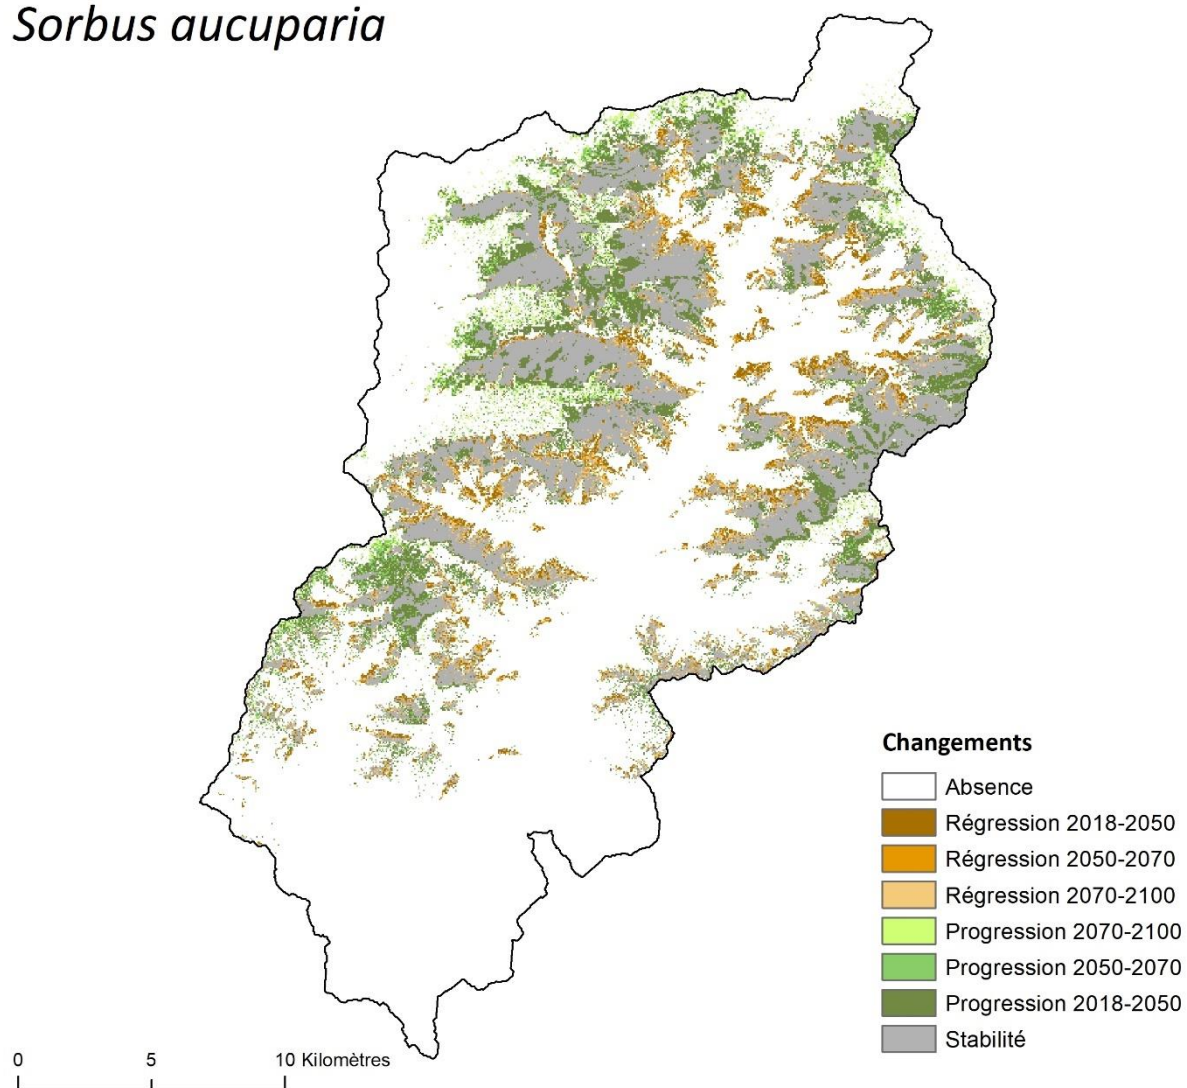 Sorbus aucuparia
Changements
Absence
Régression 2018-2050
Régression 2050-2070
Régression 2070-2100
Progression 2070-2100
Progression 2050-2070
Progression 2018-2050
Stabilité
0 5 10 Kilomètres